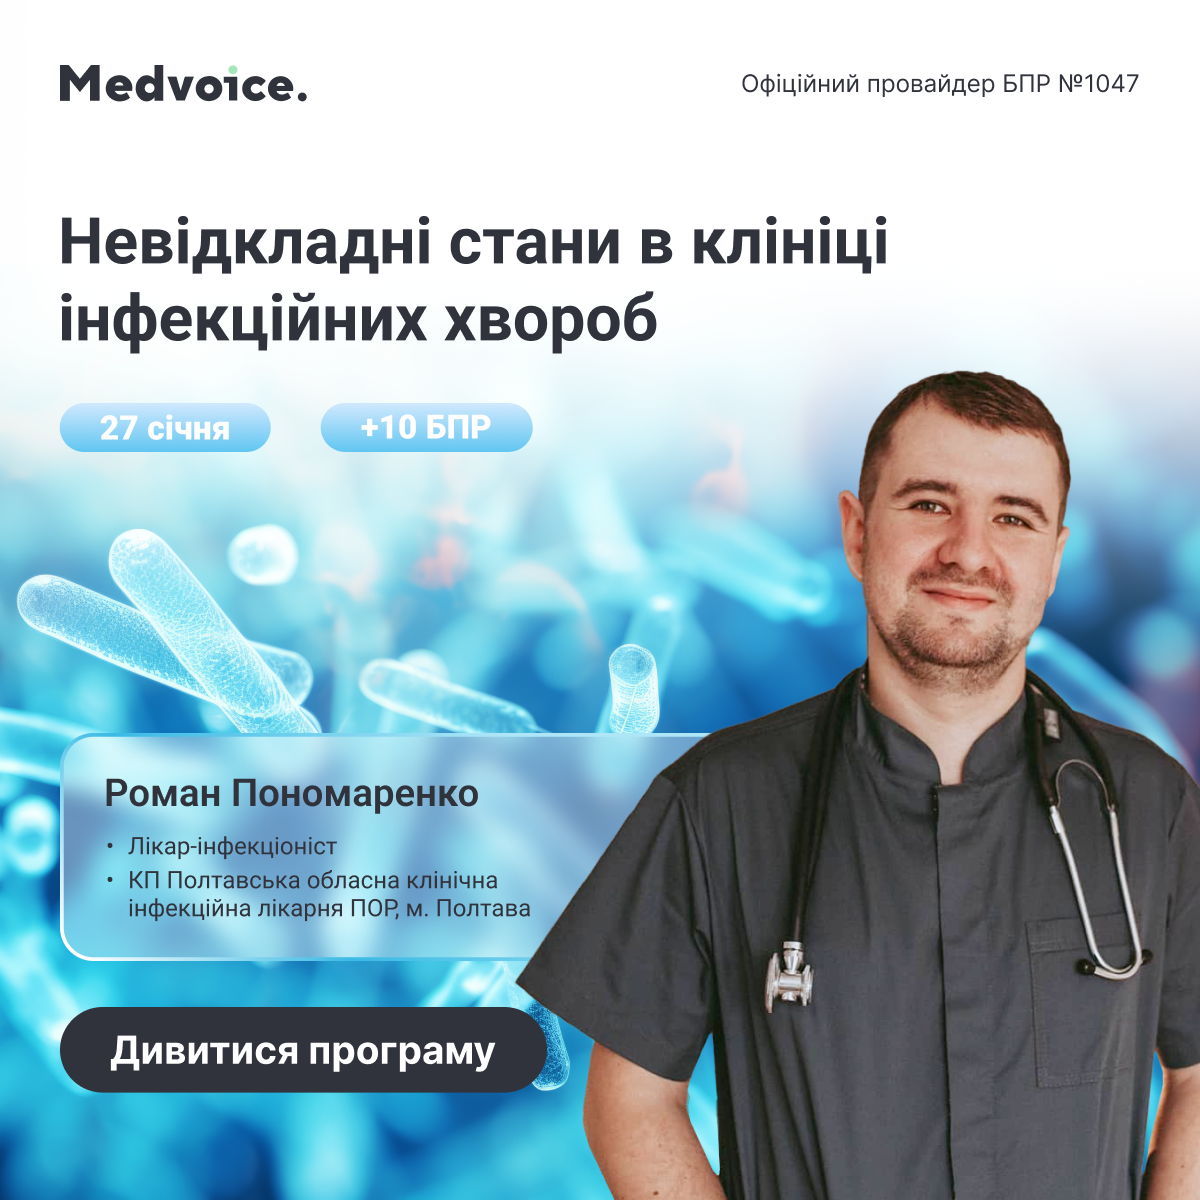 Medvoice.
Офіційний провайдер БПР №1047
Невідкладні стани в клініці
інфекційних хвороб
27 січня
+10 БПР
Роман Пономаренко
• Лікар-інфекціоніст
• КП Полтавська обласна клінічна
інфекційна лікарня ПОР, м. Полтава
Дивитися програму